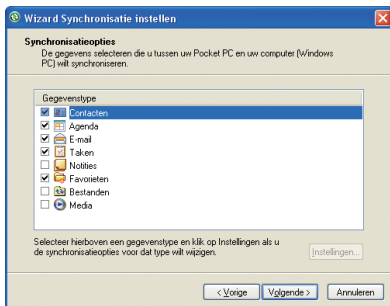 Wizard Synchronisatie instellen
Synchronisatieopties
De gegevens selecteren die u tussen uw Pocket PC en uw computer (Windows
PC) wilt synchroniseren.
Gegevenstype
Contacten
Agenda
E-mail
Taken
Notities
Favorieten
Bestanden
Media
Selecteer hierboven een gegevenstype en klik op Instellingen als u
de synchronisatieopties voor dat type wilt wijzigen.
Instellingen...
< Vorige
Volgende >
Annuleren